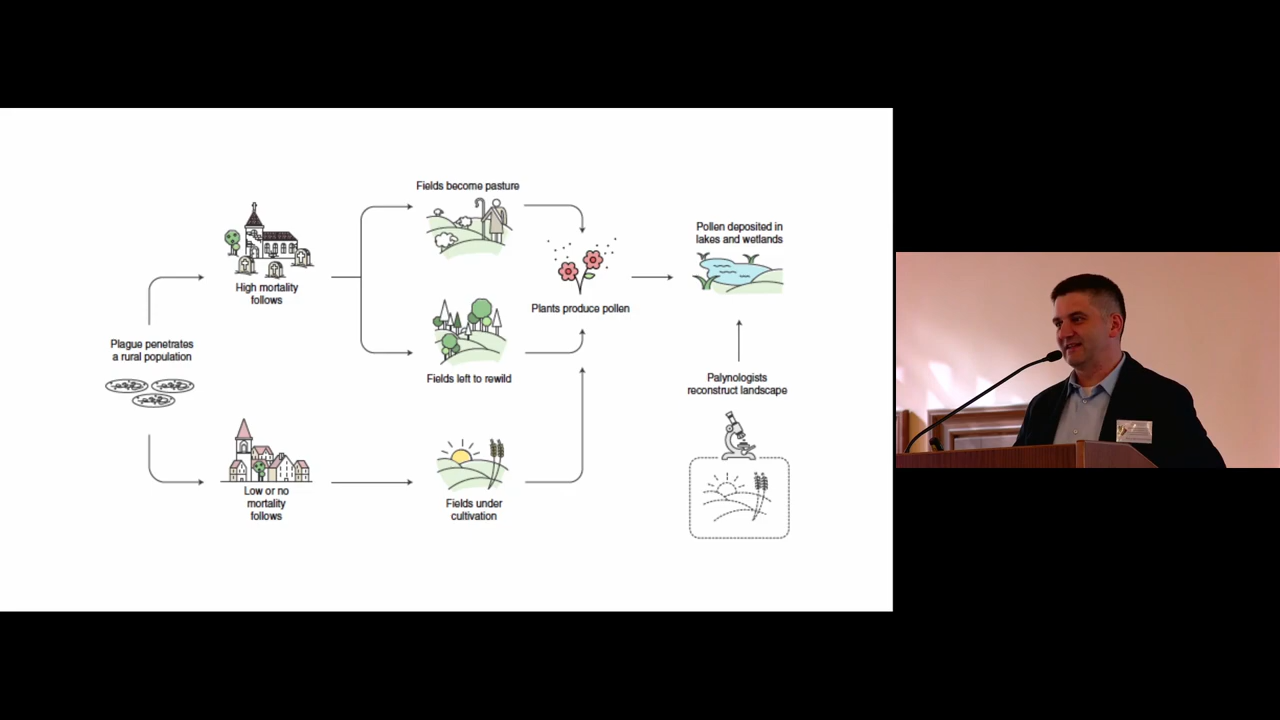 Fields become pasture
Pollen deposited in
lakes and wetlands
High mortality
follows
Plants produce pollen
Plague penetrates
a rural population
Fields left to rewild
Palynologists
reconstruct landscape
Low or no
mortality
follows
Fields under
cultivation